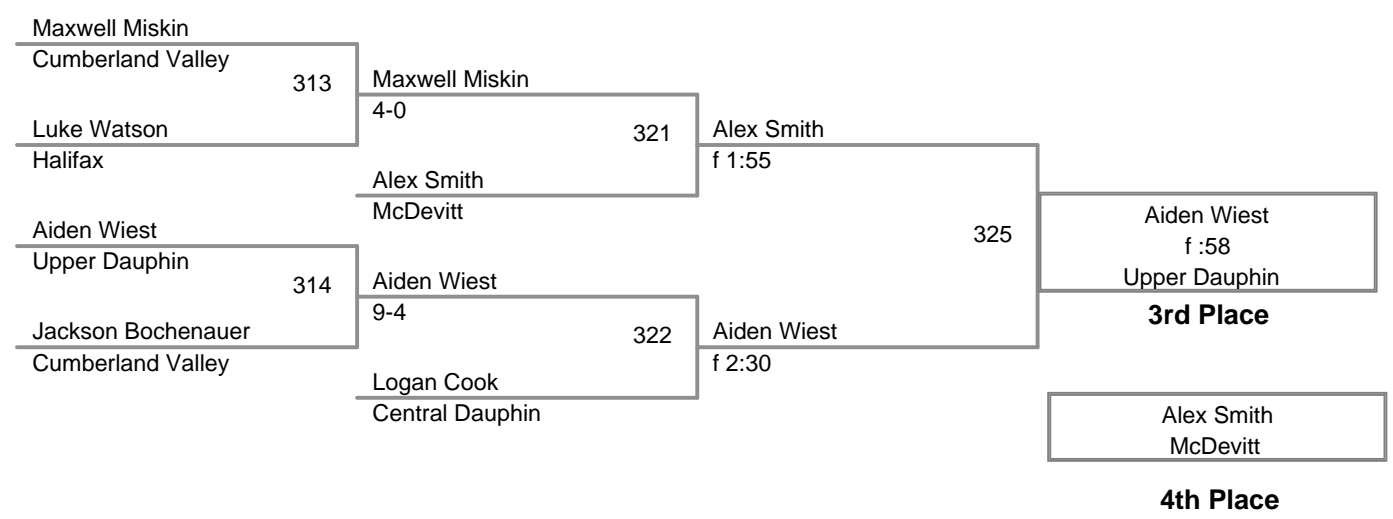 Maxwell Miskin
Cumberland Valley
313
Luke Watson
Halifax
Maxwell Miskin
4-0
321
Alex Smith
McDevitt
Alex Smith
f 1:55
Aiden Wiest
Upper Dauphin
314
Jackson Bochenauer
Cumberland Valley
Aiden Wiest
9-4
322
Logan Cook
Central Dauphin
Aiden Wiest
f 2:30
325
Aiden Wiest
f :58
Upper Dauphin
3rd Place
Alex Smith
McDevitt
4th Place